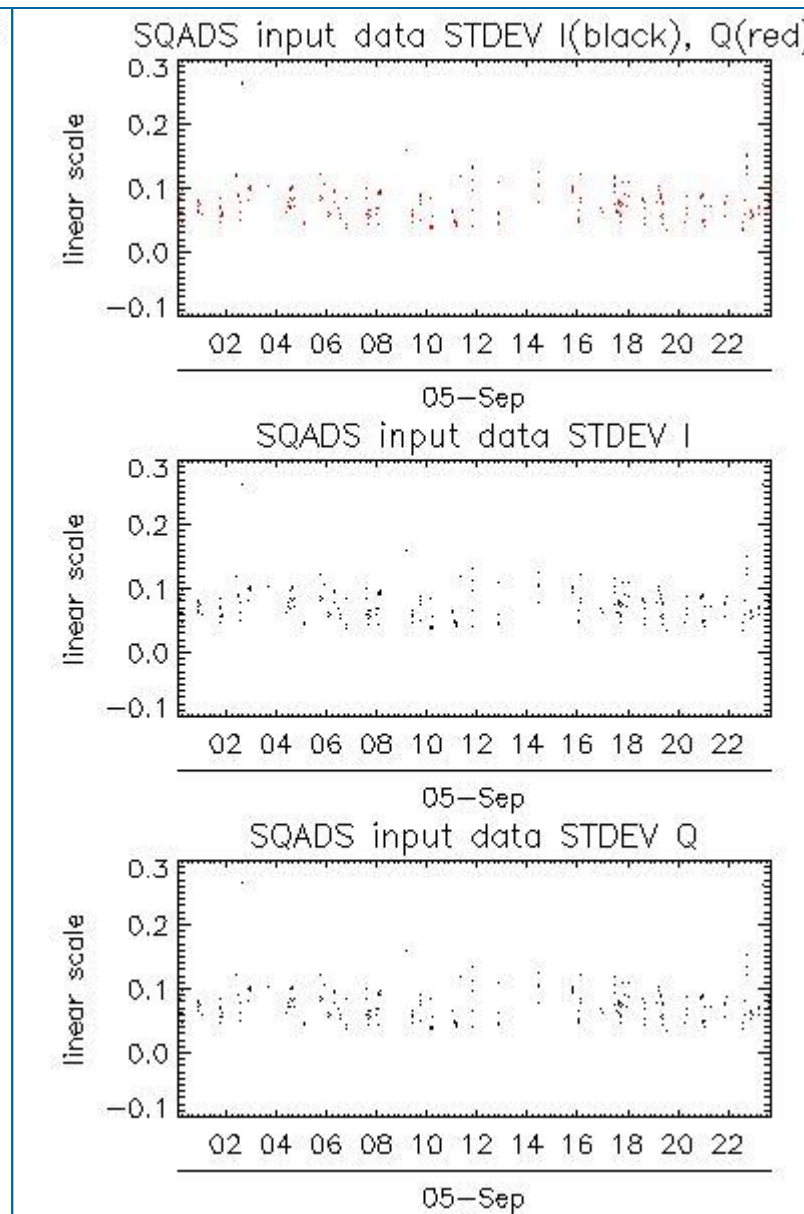 SQADS input data STDEV I(black), Q(red)
0.3
0.2
0.1
0.0
−0.1
linear scale
02 04 06 08 10 12 14 16 18 20 22
05−Sep
SQADS input data STDEV I
0.3
0.2
0.1
0.0
−0.1
linear scale
02 04 06 08 10 12 14 16 18 20 22
05−Sep
SQADS input data STDEV Q
0.3
0.2
0.1
0.0
−0.1
linear scale
02 04 06 08 10 12 14 16 18 20 22
05−Sep